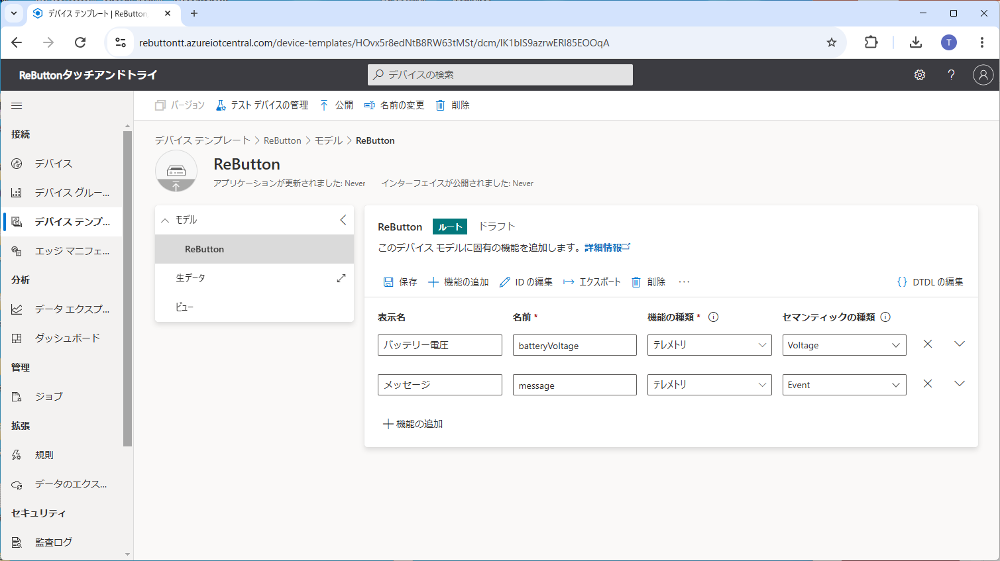 デバイス テンプレート | ReButton
rebuttontt.azureiotcentral.com/device-templates/HOvx5r8edNtB8RW63tMSt/dcm/lK1bIS9azrwERl85EOOqA
T
ReButtonタッチアンドトライ
デバイスの検索
?
バージョン
テスト デバイスの管理
公開
名前の変更
削除
接続
デバイス
デバイス グルー...
デバイス テンプ...
エッジ マニフェ...
分析
データ エクスプ...
ダッシュボード
管理
ジョブ
拡張
規則
データのエクス...
セキュリティ
監査ログ
デバイス テンプレート > ReButton > モデル > ReButton
ReButton
アプリケーションが更新されました: Never
インターフェイスが公開されました: Never
モデル
ReButton
生データ
ビュー
ReButton ルート ドラフト
このデバイス モデルに固有の機能を追加します。詳細情報
保存
機能の追加
ID の編集
エクスポート
削除
...
{} DTDL の編集
表示名 名前 * 機能の種類 * セマンティックの種類
バッテリー電圧 batteryVoltage テレメトリ Voltage
メッセージ message テレメトリ Event
機能の追加